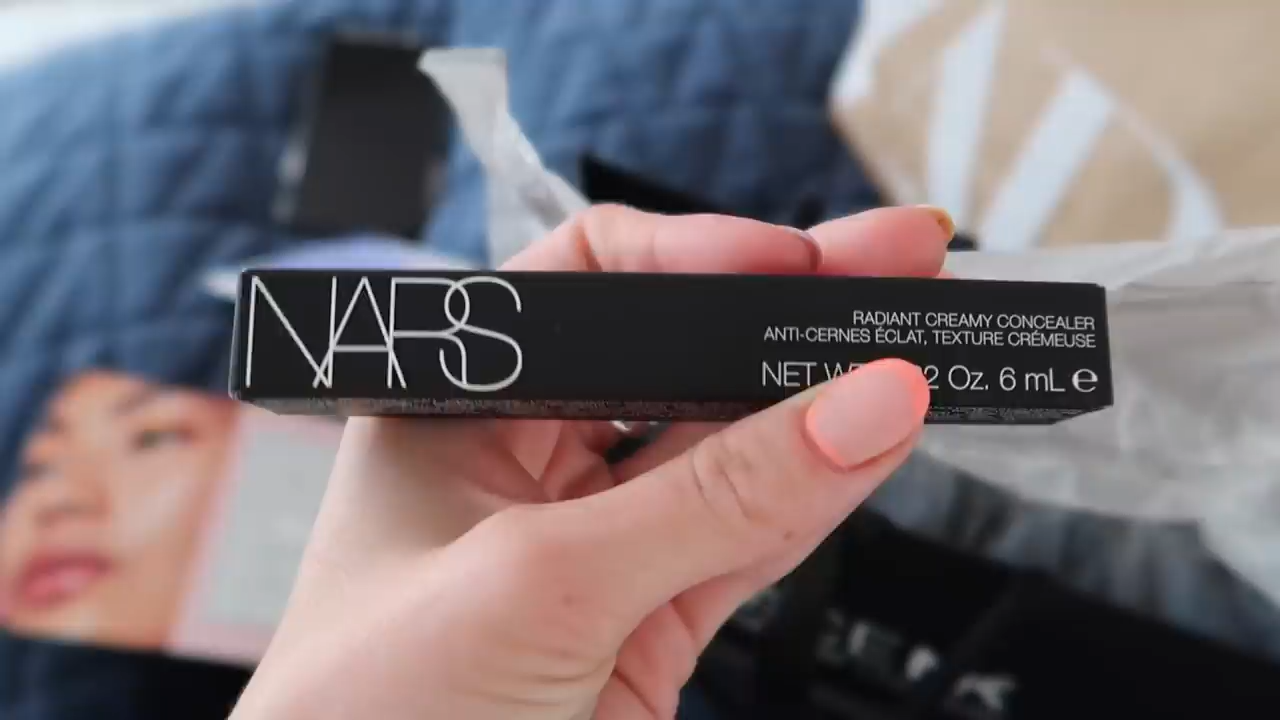 NARS
RADIANT CREAMY CONCEALER
ANTI-CERNES ÉCLAT, TEXTURE CRÉMEUSE
NET 2 Oz. 6 mL e